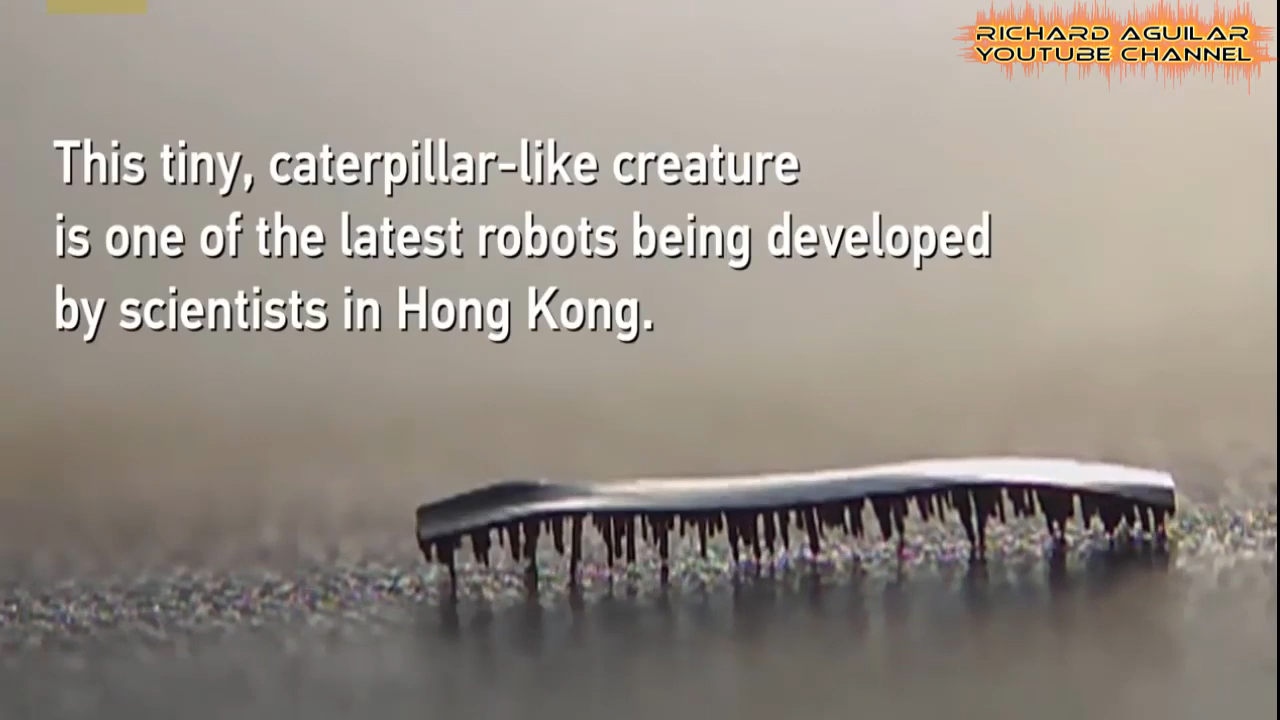 RICHARD AGUILAR
YOUTUBE CHANNEL
This tiny, caterpillar-like creature
is one of the latest robots being developed
by scientists in Hong Kong.